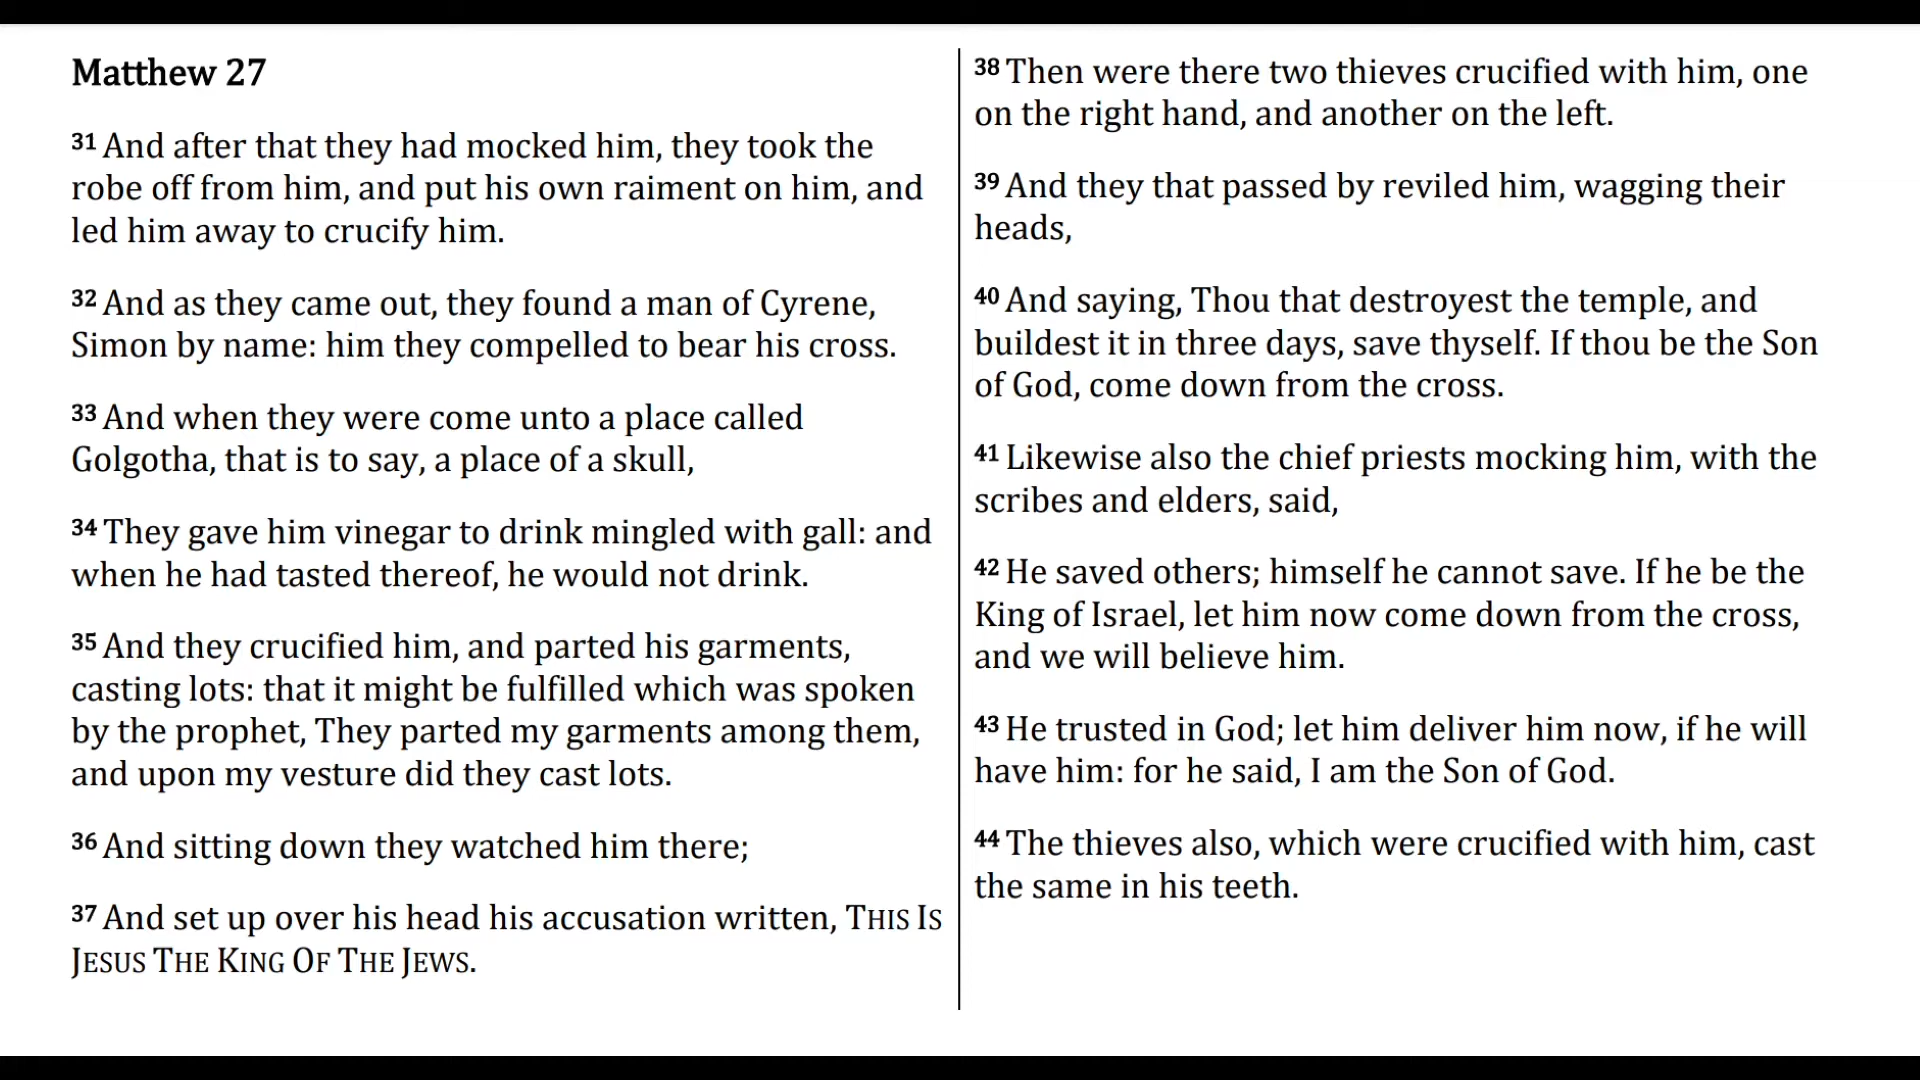 Matthew 27
31 And after that they had mocked him, they took the
robe off from him, and put his own raiment on him, and
led him away to crucify him.
32 And as they came out, they found a man of Cyrene,
Simon by name: him they compelled to bear his cross.
33 And when they were come unto a place called
Golgotha, that is to say, a place of a skull,
34 They gave him vinegar to drink mingled with gall: and
when he had tasted thereof, he would not drink.
35 And they crucified him, and parted his garments,
casting lots: that it might be fulfilled which was spoken
by the prophet, They parted my garments among them,
and upon my vesture did they cast lots.
36 And sitting down they watched him there;
37 And set up over his head his accusation written, THIS IS
JESUS THE KING OF THE JEWS.
38 Then were there two thieves crucified with him, one
on the right hand, and another on the left.
39 And they that passed by reviled him, wagging their
heads,
40 And saying, Thou that destroyest the temple, and
buildest it in three days, save thyself. If thou be the Son
of God, come down from the cross.
41 Likewise also the chief priests mocking him, with the
scribes and elders, said,
42 He saved others; himself he cannot save. If he be the
King of Israel, let him now come down from the cross,
and we will believe him.
43 He trusted in God; let him deliver him now, if he will
have him: for he said, I am the Son of God.
44 The thieves also, which were crucified with him, cast
the same in his teeth.